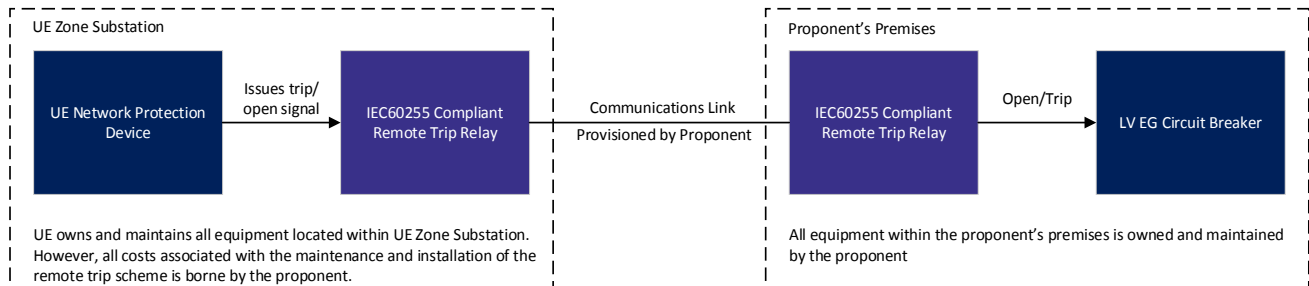 UE Zone Substation
UE Network Protection
Device
Issues trip/
open signal
IEC60255 Compliant
Remote Trip Relay
UE owns and maintains all equipment located within UE Zone Substation.
However, all costs associated with the maintenance and installation of the
remote trip scheme is borne by the proponent.
Communications Link
Provisioned by Proponent
Proponent’s Premises
IEC60255 Compliant
Remote Trip Relay
Open/Trip
LV EG Circuit Breaker
All equipment within the proponent’s premises is owned and maintained
by the proponent